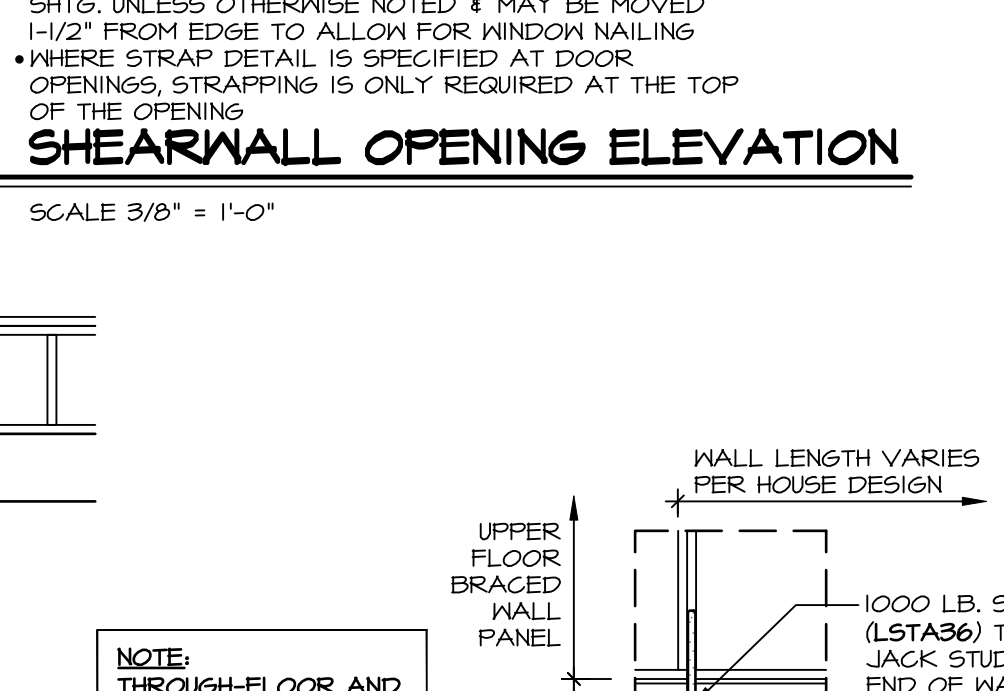 SHTG. UNLESS OTHERWISE NOTED & MAY BE MOVED
1-1/2" FROM EDGE TO ALLOW FOR WINDOW NAILING
• WHERE STRAP DETAIL IS SPECIFIED AT DOOR
OPENINGS, STRAPPING IS ONLY REQUIRED AT THE TOP
OF THE OPENING
SHEARWALL OPENING ELEVATION
SCALE 3/8" = 1'-0"
WALL LENGTH VARIES
PER HOUSE DESIGN
UPPER
FLOOR
BRACED
WALL
PANEL
1000 LB. S
(LSTA36) T
JACK STUD
END OF WA
NOTE:
THROUGH-FLOOR AND